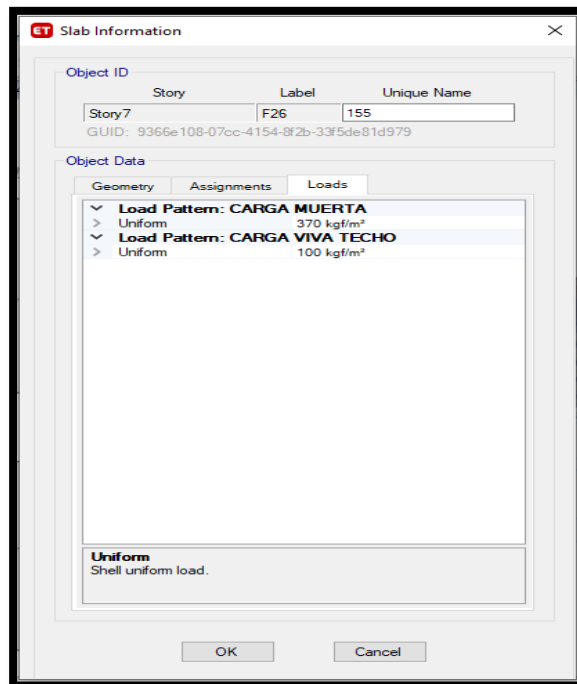 ET Slab Information
Object ID
Story Label Unique Name
Story7 F26 155
GUID: 9366e108-07cc-4154-8f2b-33f5de81d979
Object Data
Geometry Assignments Loads
Load Pattern: CARGA MUERTA
Uniform 370 kgf/m²
Load Pattern: CARGA VIVA TECHO
Uniform 100 kgf/m²
Uniform
Shell uniform load.
OK Cancel